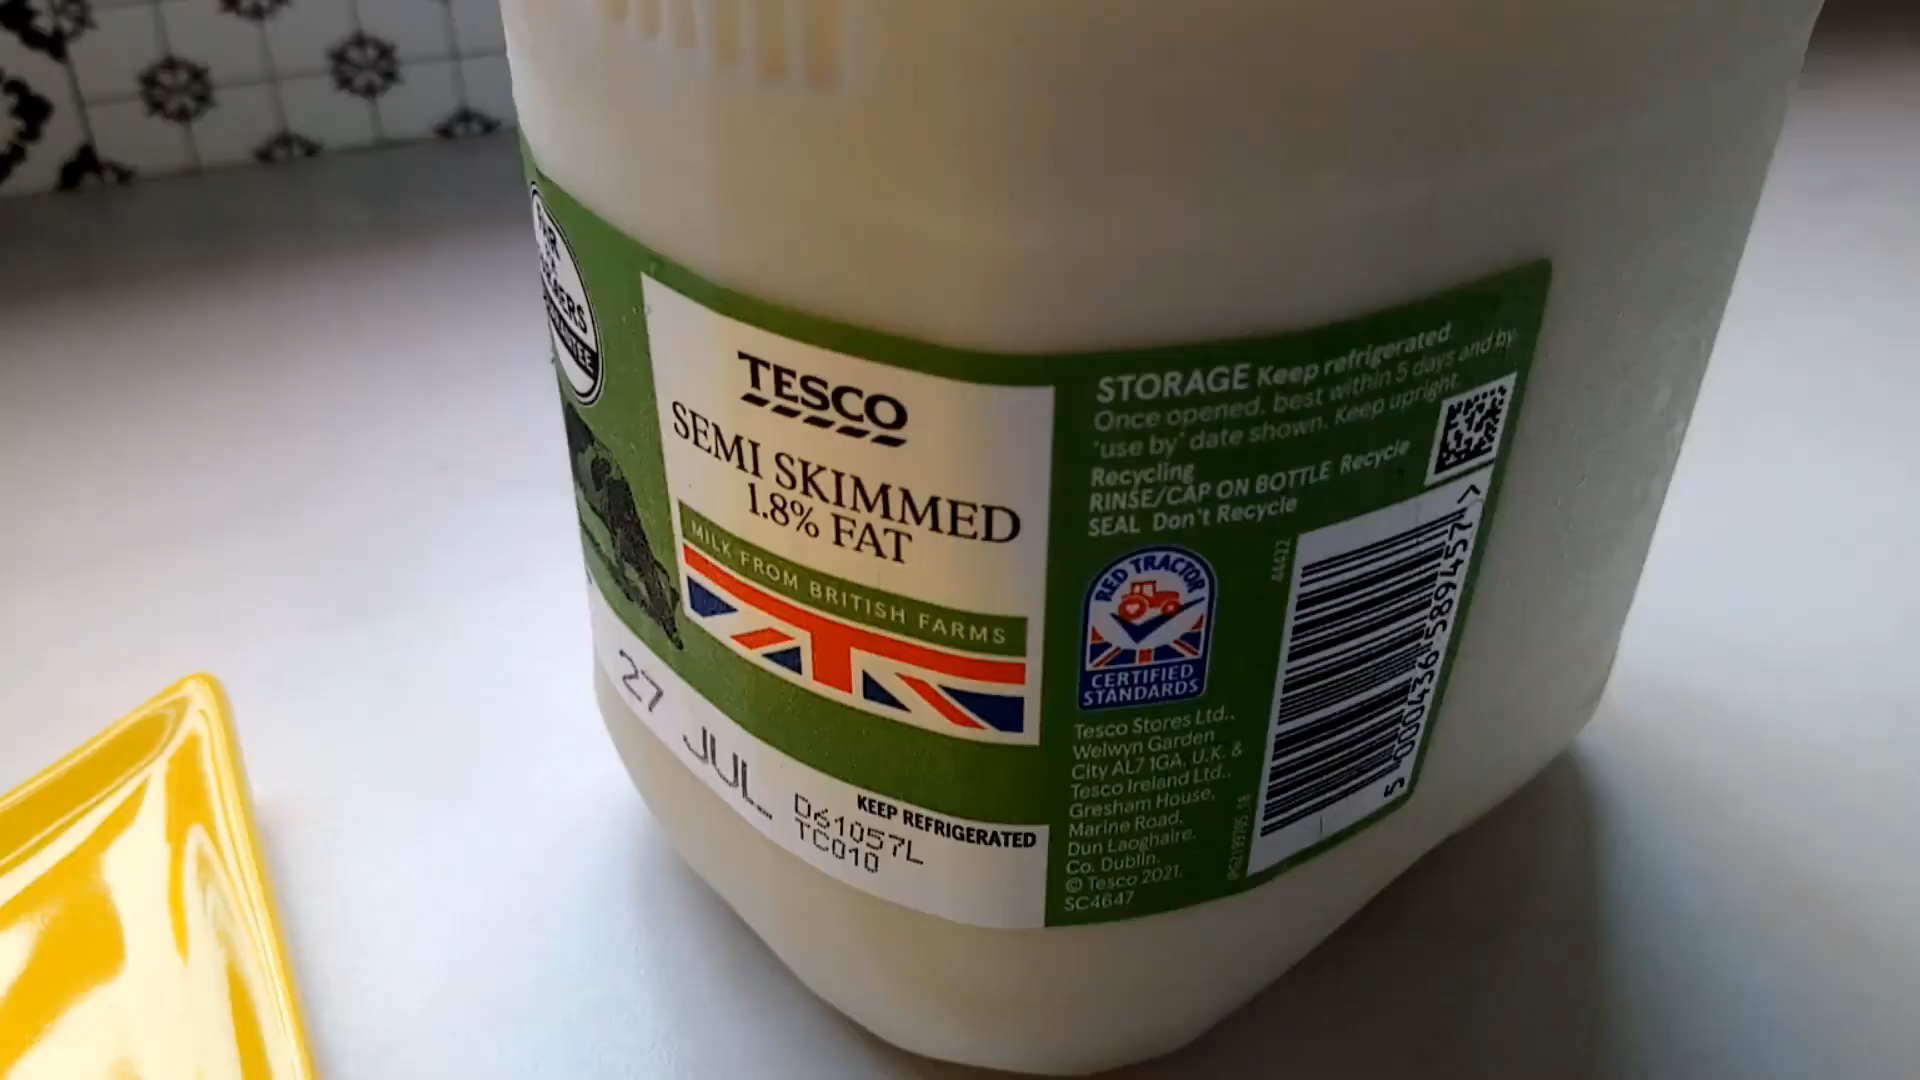 TESCO
SEMI SKIMMED
1.8% FAT
MILK FROM BRITISH FARMS
27 JUL
KEEP REFRIGERATED
D61057L
TC010
STORAGE Keep refrigerated.
Once opened, best within 5 days and by
'use by' date shown. Keep upright.
Recycling
RINSE/CAP ON BOTTLE Recycle
SEAL Don't Recycle
RED TRACTOR
CERTIFIED
STANDARDS
44422
Tesco Stores Ltd.,
Welwyn Garden
City AL7 1GA, U.K. &
Tesco Ireland Ltd.,
Gresham House,
Marine Road,
Dun Laoghaire,
Co. Dublin.
© Tesco 2021.
SC4647
5 000436 589457 >